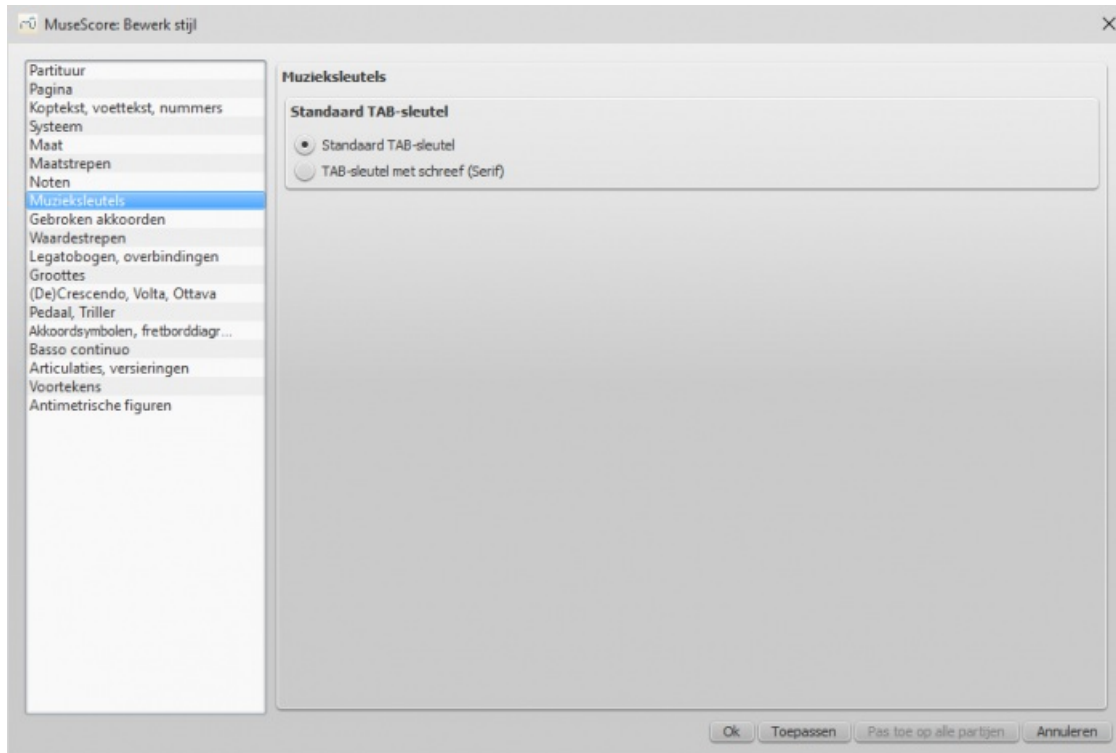 MuseScore: Bewerk stijl
Partituur
Pagina
Koptekst, voettekst, nummers
Systeem
Maat
Maatstrepen
Noten
Muzieksleutels
Gebroken akkoorden
Waardestrepen
Legatobogen, overbindingen
Groottes
(De)Crescendo, Volta, Ottava
Pedaal, Triller
Akkoordsymbolen, fretborddiagr...
Basso continuo
Articulaties, versieringen
Voortekens
Antimetrische figuren
Muzieksleutels
Standaard TAB-sleutel
Standaard TAB-sleutel
TAB-sleutel met schreef (Serif)
Ok Toepassen Pas toe op alle partijen Annuleren